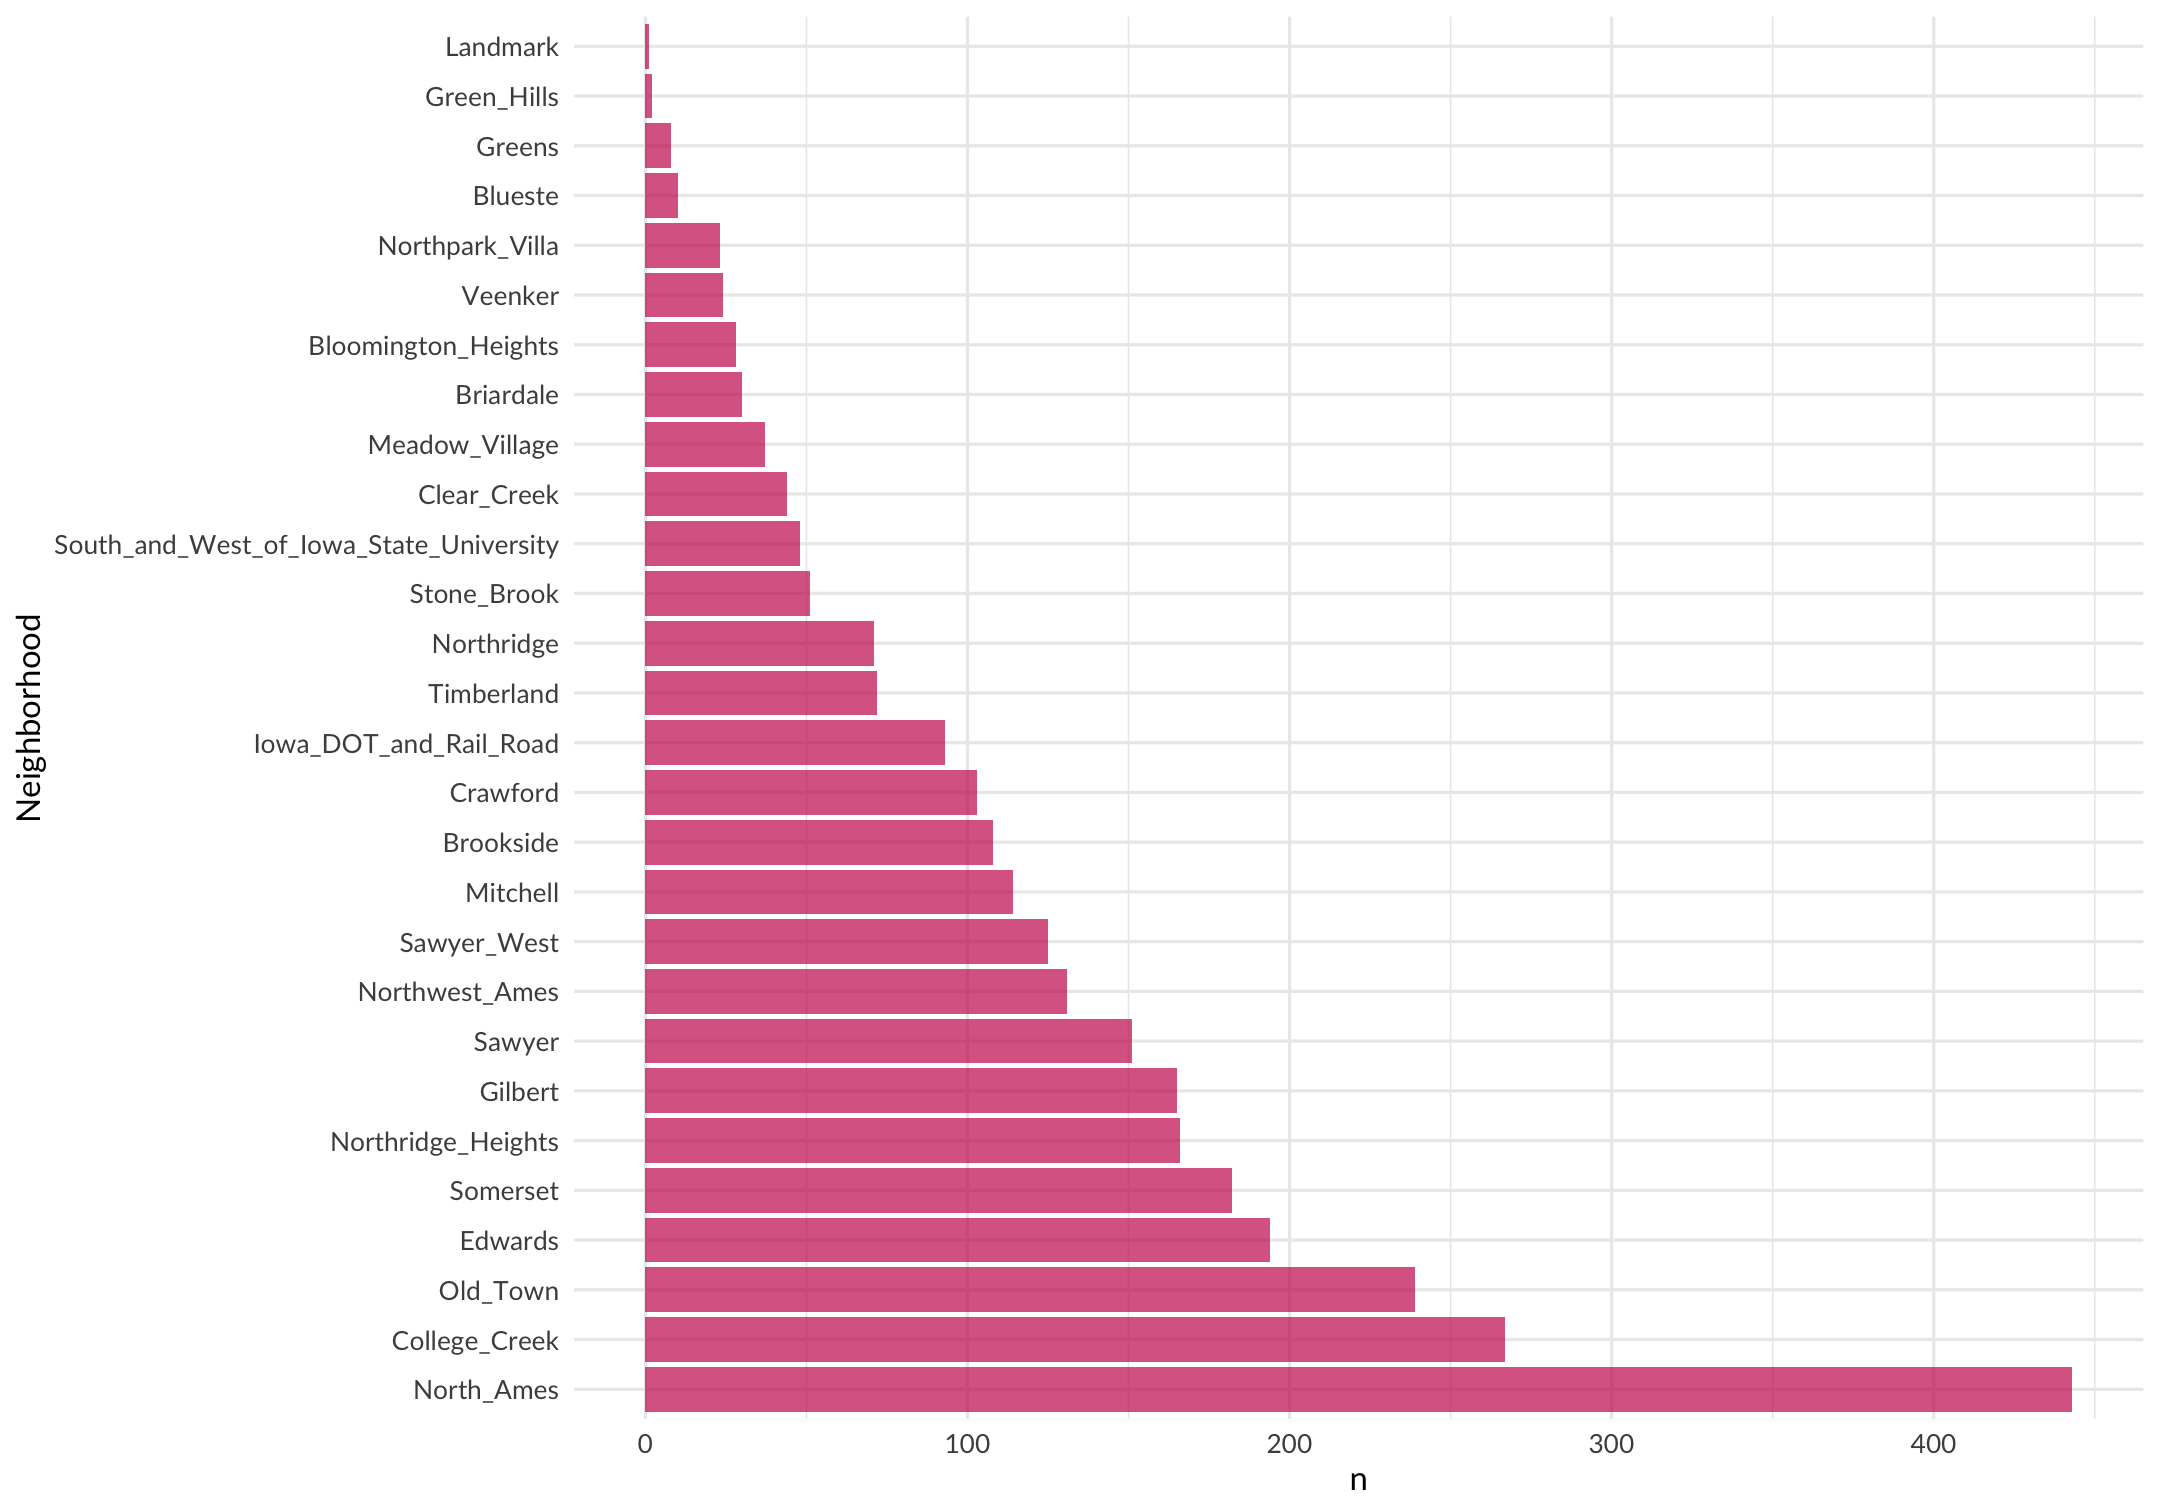 Landmark
Green_Hills
Greens
Blueste
Northpark_Villa
Veenker
Bloomington_Heights
Briardale
Meadow_Village
Clear_Creek
South_and_West_of_Iowa_State_University
Stone_Brook
Northridge
Timberland
Iowa_DOT_and_Rail_Road
Crawford
Brookside
Mitchell
Sawyer_West
Northwest_Ames
Sawyer
Gilbert
Northridge_Heights
Somerset
Edwards
Old_Town
College_Creek
North_Ames
Neighborhood
0 100 200 300 400
n